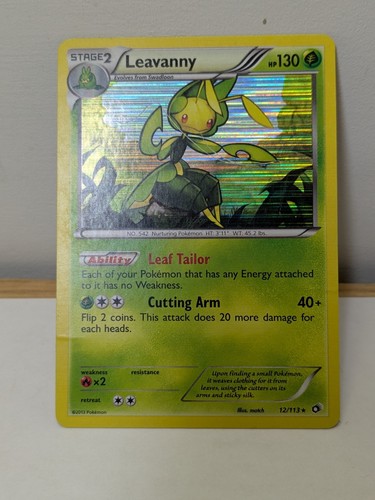 STAGE2 Leavanny HP130
Evolves from Swadloon
NO. 542 Nurturing Pokémon. HT: 3'11". WT: 45.2 lbs.
Ability Leaf Tailor
Each of your Pokémon that has any Energy attached
to it has no Weakness.
Cutting Arm 40+
Flip 2 coins. This attack does 20 more damage for
each heads.
weakness resistance
×2
retreat
Upon finding a small Pokémon,
it weaves clothing for it from
leaves, using the cutters on its
arms and sticky silk.
©2013 Pokémon
Illus. match 12/113